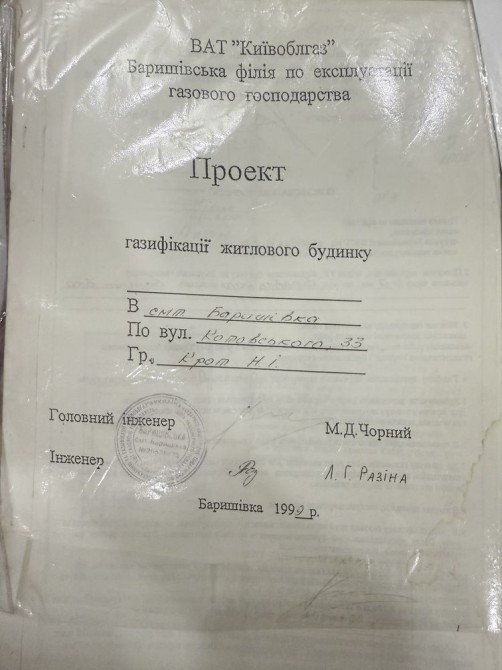 ВАТ "Київоблгаз"
Баришівська філія по експлуатації
газового господарства
Проект
газифікації житлового будинку
В смт Баришівка
По вул. Котовського, 33
Гр. Крот Н.І.
Головний інженер М.Д.Чорний
Інженер Л.Г. Разіна
Баришівка 1999 р.